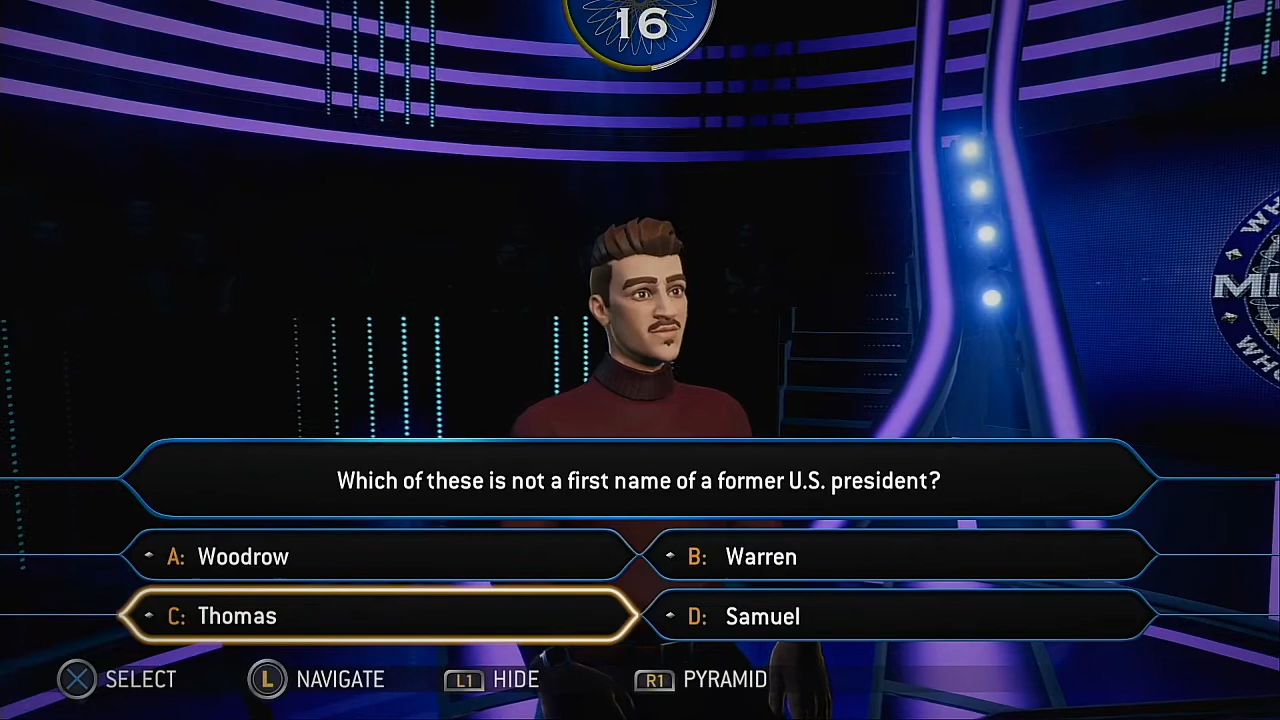 16
Which of these is not a first name of a former U.S. president?
A: Woodrow
B: Warren
C: Thomas
D: Samuel
SELECT
L NAVIGATE
L1 HIDE
R1 PYRAMID